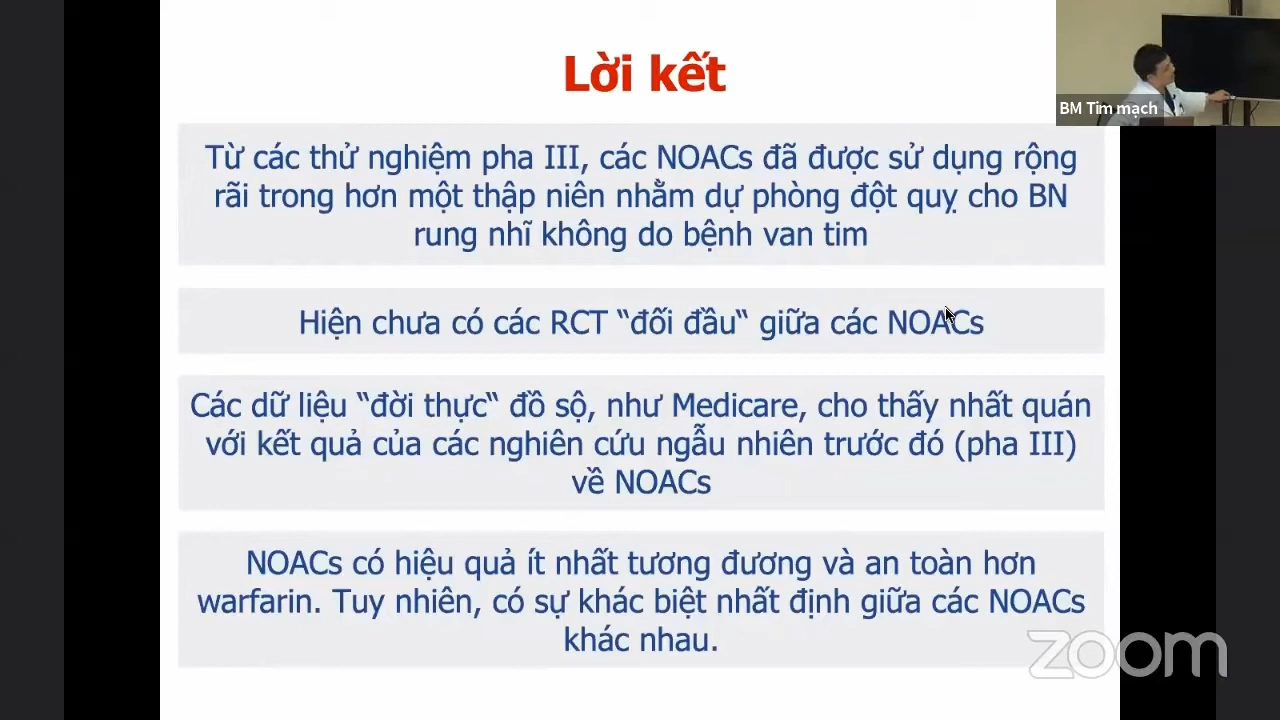 Lời kết
BM Tim mạch
Từ các thử nghiệm pha III, các NOACs đã được sử dụng rộng
rãi trong hơn một thập niên nhằm dự phòng đột quỵ cho BN
rung nhĩ không do bệnh van tim
Hiện chưa có các RCT “đối đầu“ giữa các NOACs
Các dữ liệu “đời thực“ đồ sộ, như Medicare, cho thấy nhất quán
với kết quả của các nghiên cứu ngẫu nhiên trước đó (pha III)
về NOACs
NOACs có hiệu quả ít nhất tương đương và an toàn hơn
warfarin. Tuy nhiên, có sự khác biệt nhất định giữa các NOACs
khác nhau.
zoom